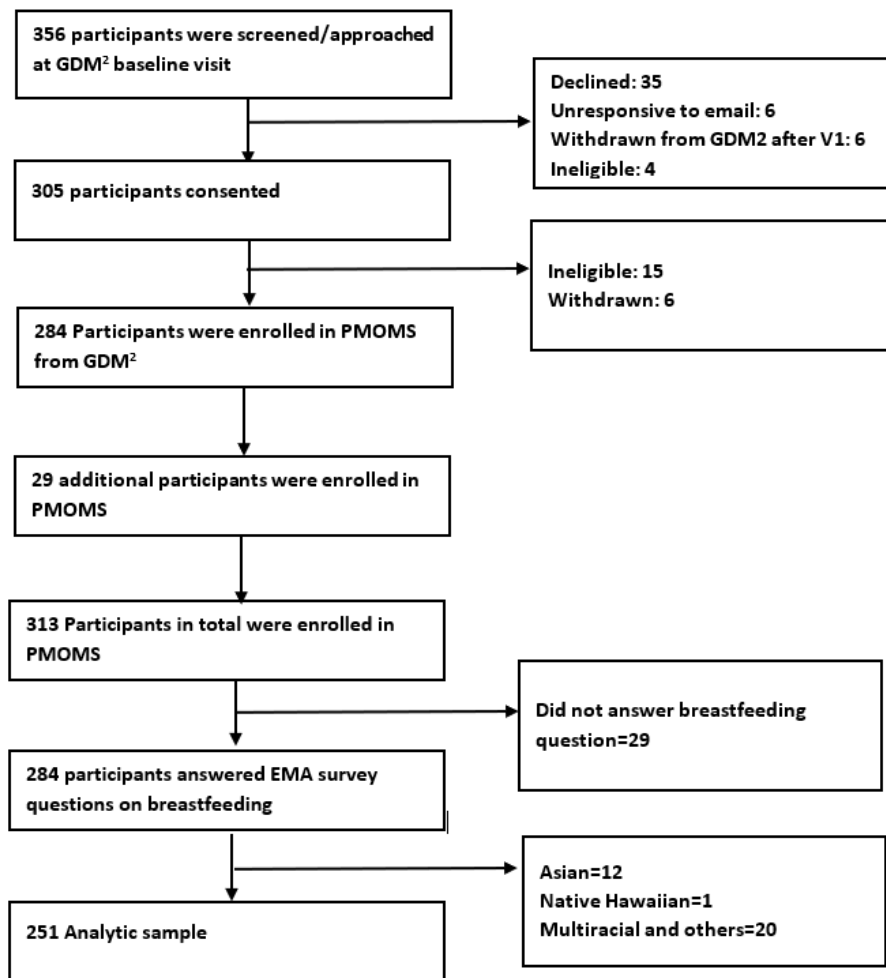 356 participants were screened/approached
at GDM² baseline visit
Declined: 35
Unresponsive to email: 6
Withdrawn from GDM2 after V1: 6
Ineligible: 4
305 participants consented
Ineligible: 15
Withdrawn: 6
284 Participants were enrolled in PMOMS
from GDM²
29 additional participants were enrolled in
PMOMS
313 Participants in total were enrolled in
PMOMS
Did not answer breastfeeding
question=29
284 participants answered EMA survey
questions on breastfeeding
Asian=12
Native Hawaiian=1
Multiracial and others=20
251 Analytic sample